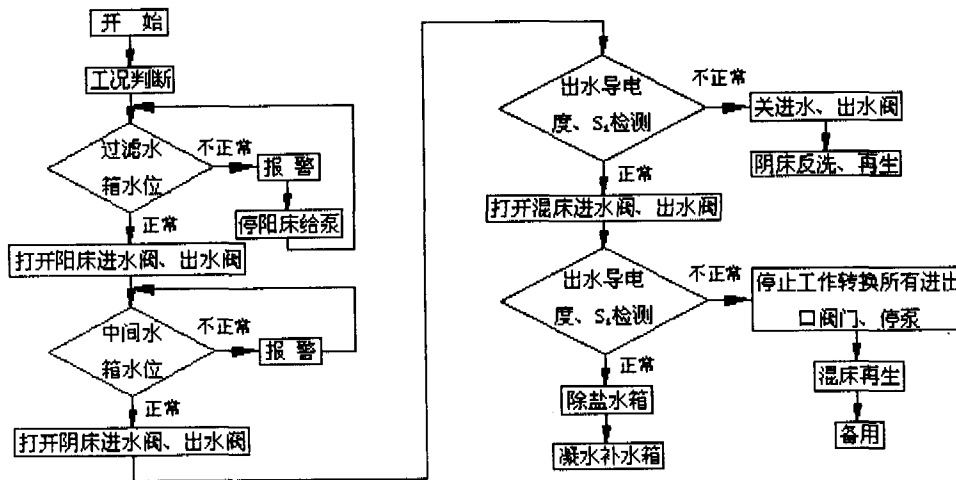 开 始
工况判断
过滤水
箱水位
不正常
报 警
停阳床给泵
正常
打开阳床进水阀、出水阀
中间水
箱水位
不正常
报 警
正常
打开阴床进水阀、出水阀
出水导电
度、S₁检测
不正常
关进水、出水阀
阴床反洗、再生
正常
打开混床进水阀、出水阀
出水导电
度、S₁检测
不正常
停止工作转换所有进出
口阀门、停泵
混床再生
备用
正常
除盐水箱
凝水补水箱